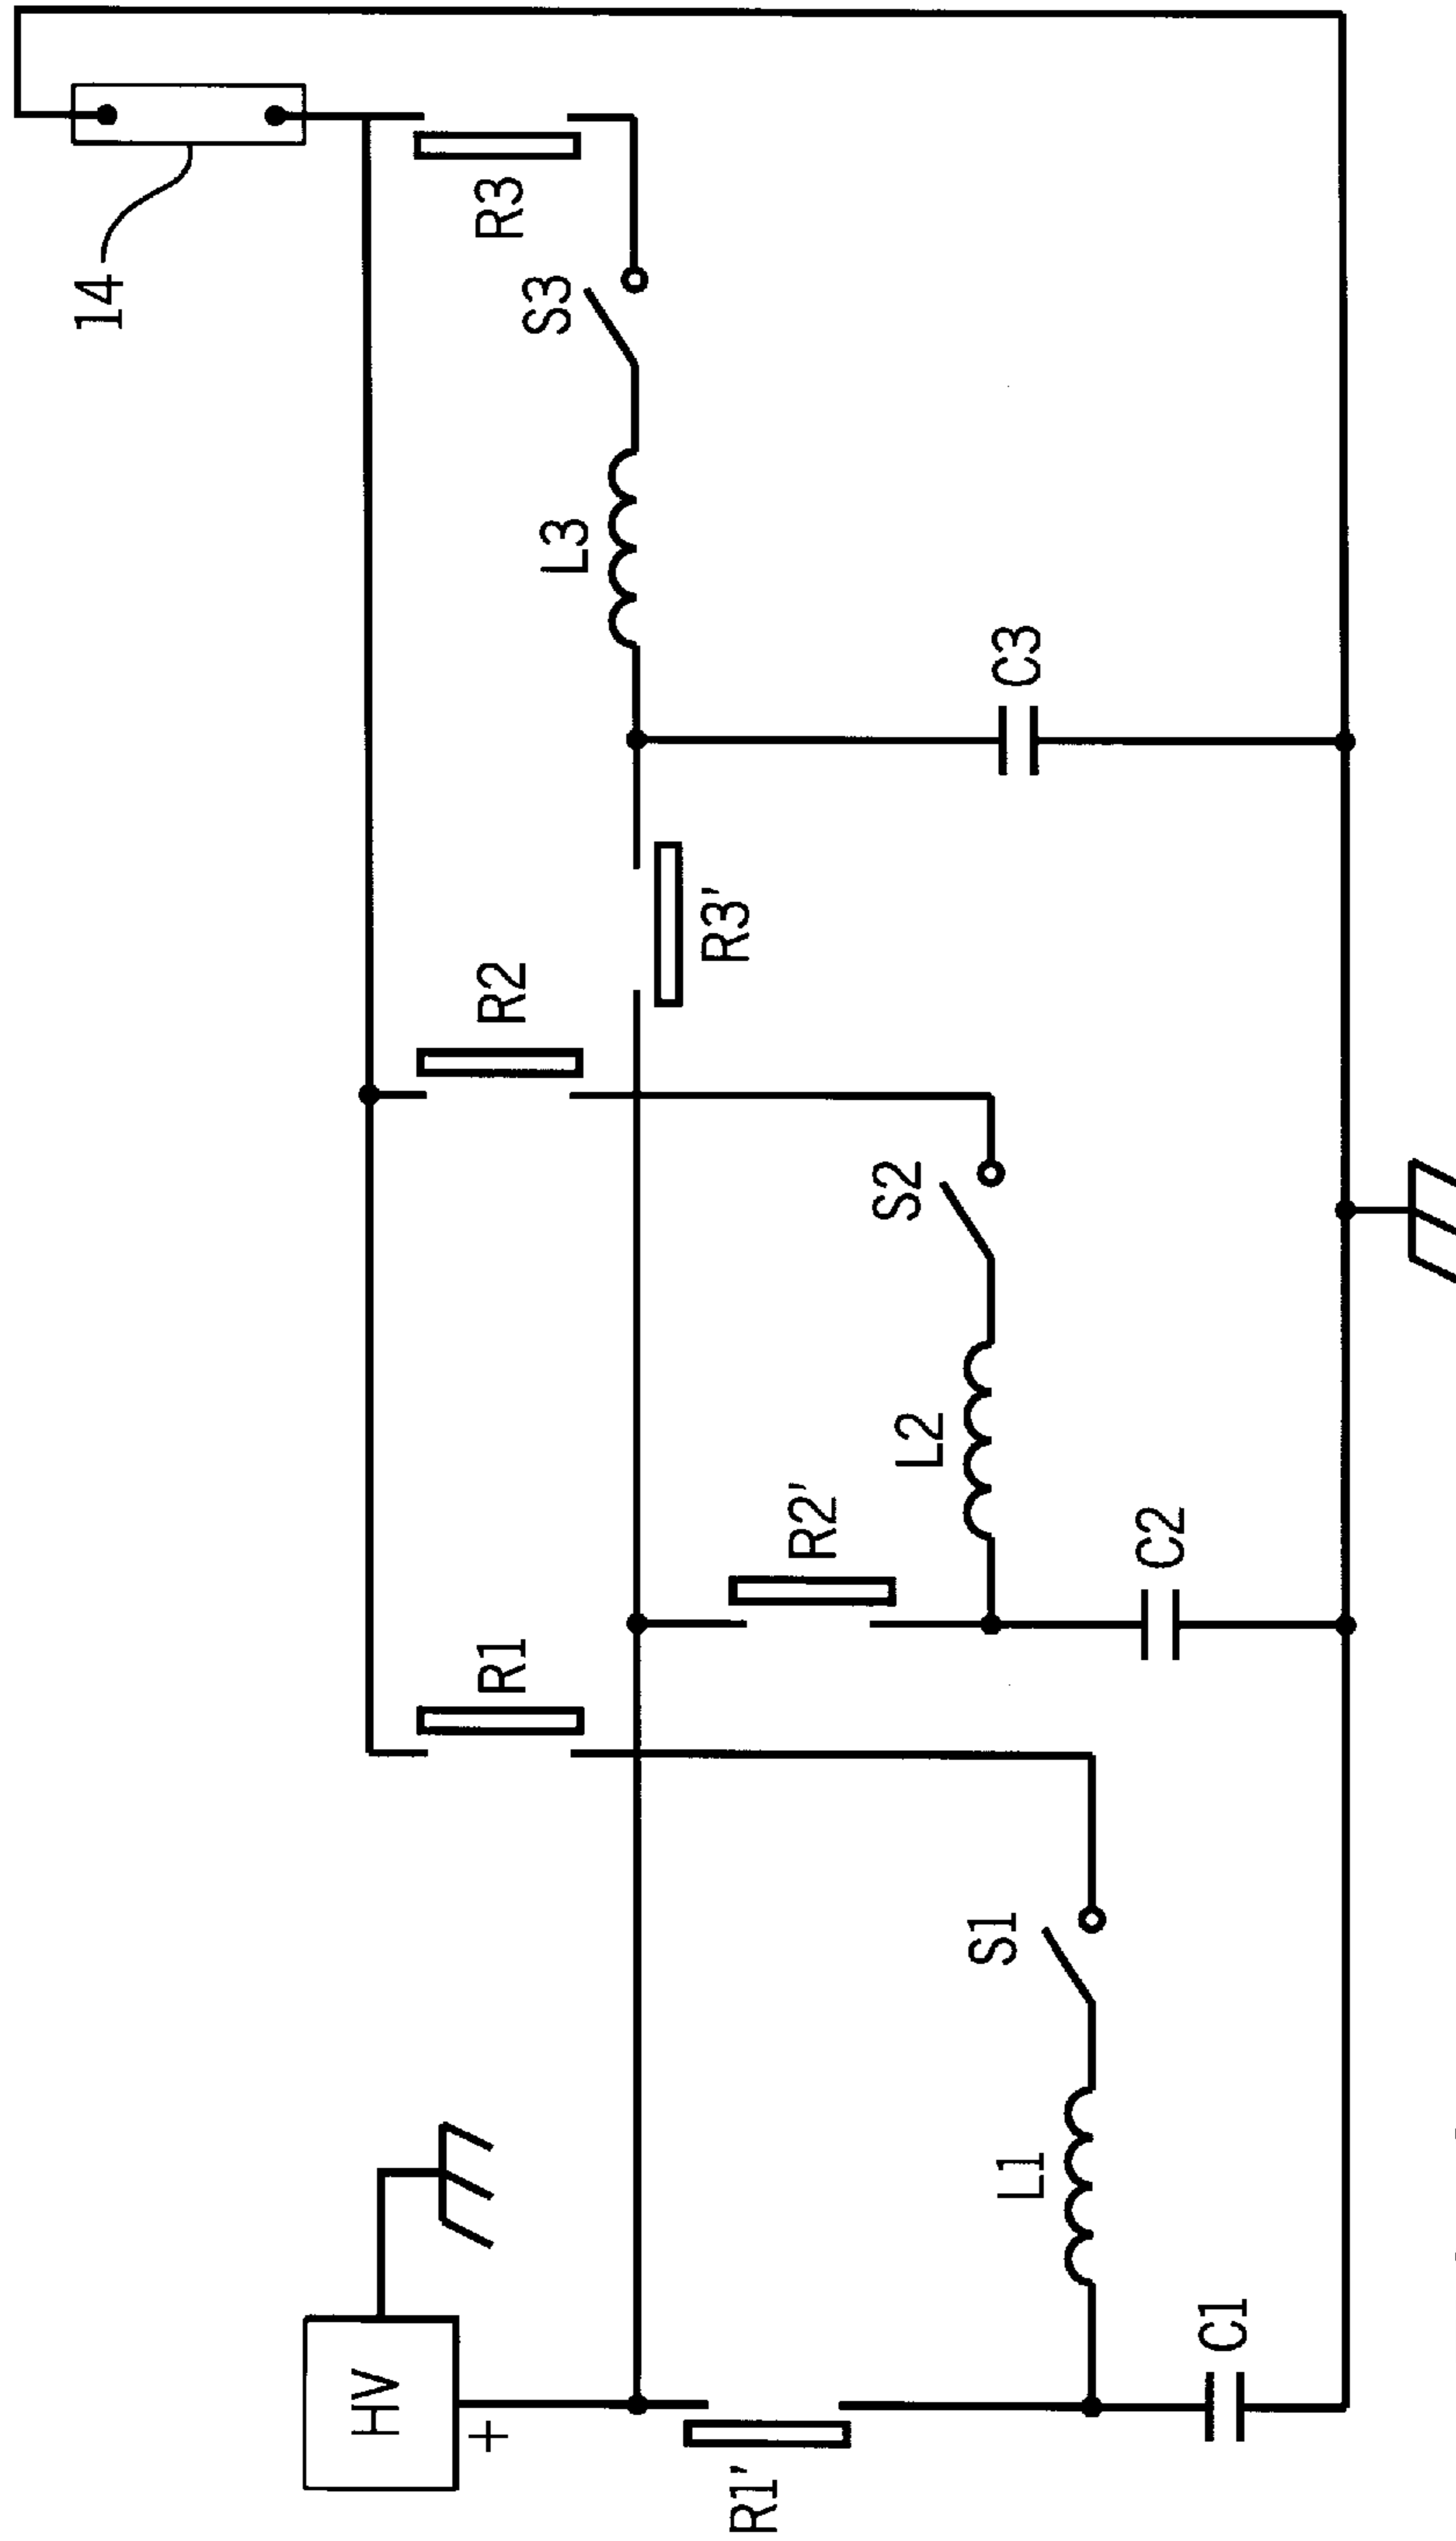 14
R3
S3
L3
C3
R3'
R2
S2
L2
R2'
C2
R1
S1
L1
C1
HV
+
R1'